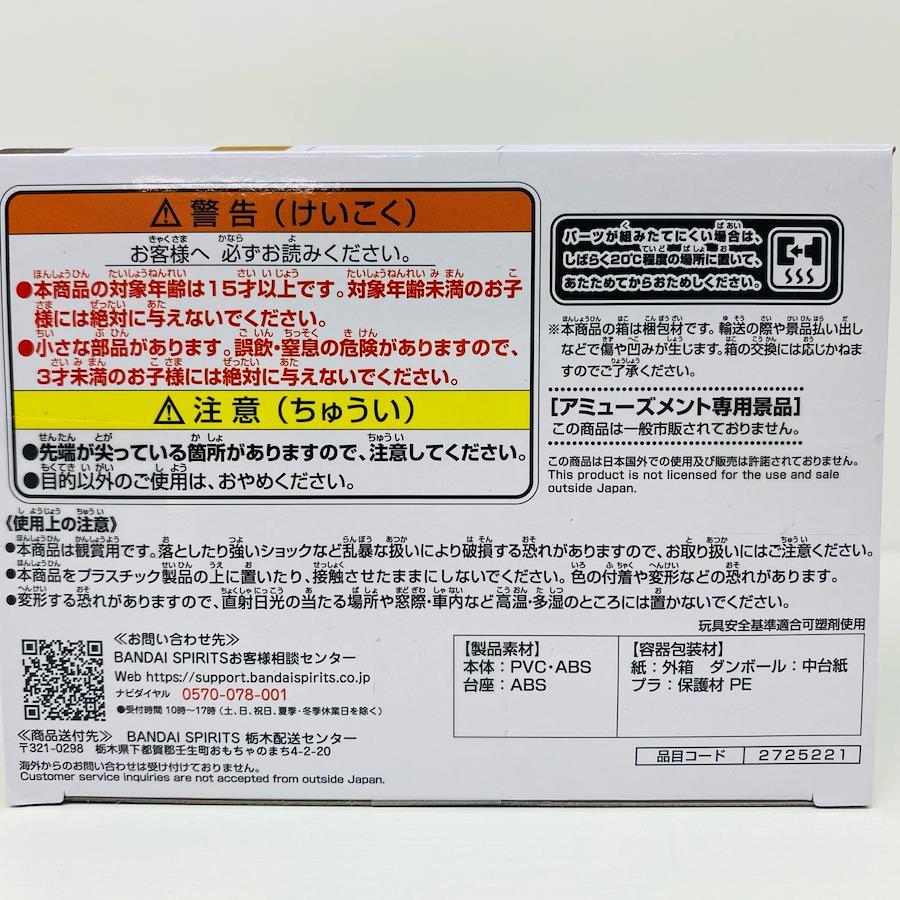 ⚠警告(けいこく)
お客様へ 必ずお読みください。
●本商品の対象年齢は15才以上です。対象年齢未満のお子
様には絶対に与えないでください。
●小さな部品があります。誤飲・窒息の危険がありますので、
3才未満のお子様には絶対に与えないでください。
⚠注意(ちゅうい)
●先端が尖っている箇所がありますので、注意してください。
●目的以外のご使用は、おやめください。
パーツが組みたてにくい場合は、
しばらく20℃程度の場所に置いて、
あたためてからおためしください。
※本商品の箱は梱包材です。輸送の際や景品払い出し
などで傷や凹みが生じます。箱の交換には応じかねま
すのでご了承ください。
[アミューズメント専用景品]
この商品は一般市販されておりません。
この商品は日本国外での使用及び販売は許諾されておりません。
This product is not licensed for the use and sale
outside Japan.
《使用上の注意》
●本商品は観賞用です。落としたり強いショックなど乱暴な扱いにより破損する恐れがありますので、お取り扱いにはご注意ください。
●本商品をプラスチック製品の上に置いたり、接触させたままにしないでください。色の付着や変形などの恐れがあります。
●変形する恐れがありますので、直射日光の当たる場所や窓際・車内など高温・多湿のところには置かないでください。
玩具安全基準適合可塑剤使用
≪お問い合わせ先≫
BANDAI SPIRITSお客様相談センター
Web https://support.bandaispirits.co.jp
ナビダイヤル 0570-078-001
●受付時間 10時〜17時(土、日、祝日、夏季・冬季休業日を除く)
≪商品送付先≫ BANDAI SPIRITS 栃木配送センター
〒321-0298 栃木県下都賀郡壬生町おもちゃのまち4-2-20
海外からのお問い合わせは受け付けておりません。
Customer service inquiries are not accepted from outside Japan.
【製品素材】
本体:PVC・ABS
台座:ABS
【容器包装材】
紙:外箱 ダンボール:中台紙
プラ:保護材 PE
品目コード 2725221